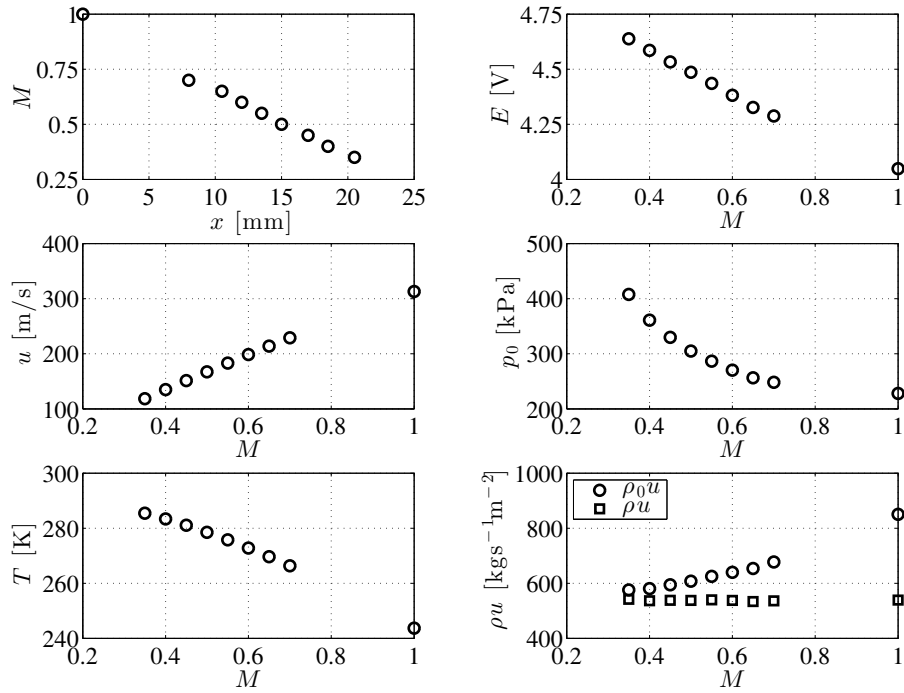 1
0.75
0.5
0.25
M
0 5 10 15 20 25
x [mm]
4.75
4.5
4.25
4
E [V]
0.2 0.4 0.6 0.8 1
M
400
300
200
100
u [m/s]
0.2 0.4 0.6 0.8 1
M
500
400
300
200
p₀ [kPa]
0.2 0.4 0.6 0.8 1
M
300
280
260
240
T [K]
0.2 0.4 0.6 0.8 1
M
1000
800
600
400
ρu [kgs⁻¹m⁻²]
ρ₀u
ρu
0.2 0.4 0.6 0.8 1
M